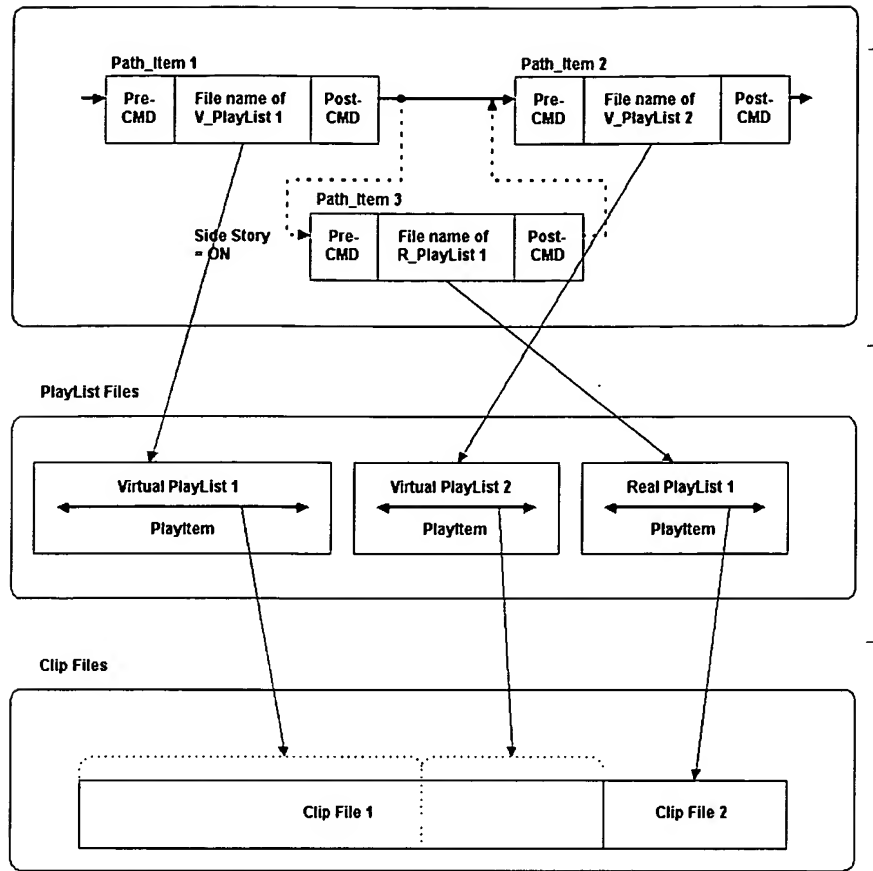 Path_Item 1
Path_Item 2
Pre-
CMD
File name of
V_PlayList 1
Post-
CMD
Pre-
CMD
File name of
V_PlayList 2
Post-
CMD
Path_Item 3
Side Story
= ON
Pre-
CMD
File name of
R_PlayList 1
Post-
CMD
PlayList Files
Virtual PlayList 1
PlayItem
Virtual PlayList 2
PlayItem
Real PlayList 1
PlayItem
Clip Files
Clip File 1
Clip File 2